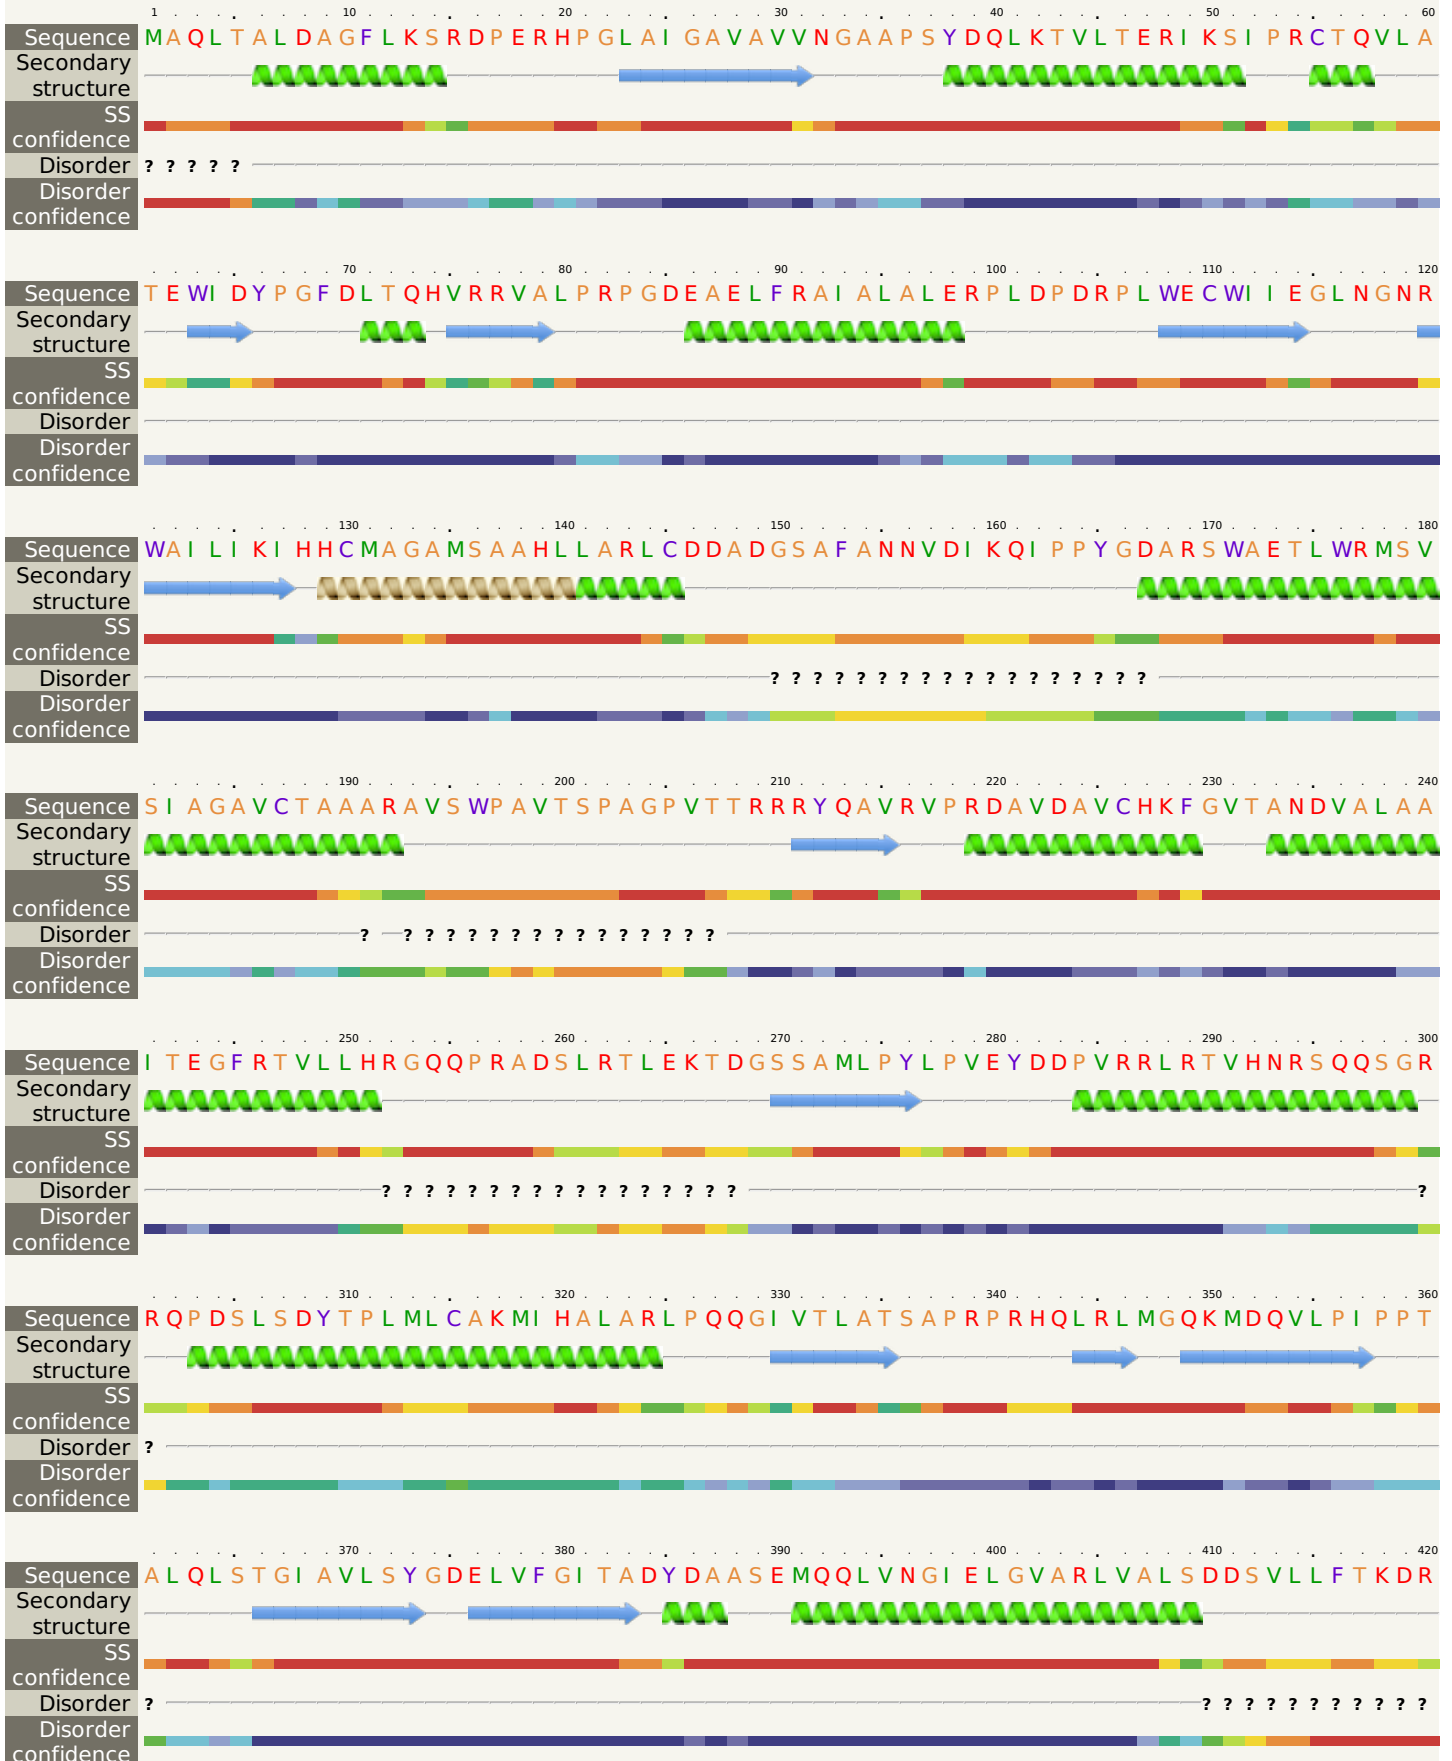 1 . . . . . . . . 10 . . . . . . . . . 20 . . . . . . . . . 30 . . . . . . . . . 40 . . . . . . . . . 50 . . . . . . . . . 60
Sequence MAQLTALDAGFLKSRDPERHPGLAIGAVAVVNGAAPSYDQLKTVLTERIKSIPRCTQVLA
Secondary
structure
SS
confidence
Disorder ? ? ? ? ?
Disorder
confidence
. . . . . . . . . 70 . . . . . . . . . 80 . . . . . . . . . 90 . . . . . . . . . 100 . . . . . . . . . 110 . . . . . . . . . 120
Sequence TEWIDYPGFDLTQHVRRVALPRPGDEAELFRAIALALERPLDPDRPLWECWIIEGLNGNR
Secondary
structure
SS
confidence
Disorder
Disorder
confidence
. . . . . . . . . 130 . . . . . . . . . 140 . . . . . . . . . 150 . . . . . . . . . 160 . . . . . . . . . 170 . . . . . . . . . 180
Sequence WAILIKIHHCMAGAMSAAHLLARLCDDADGSAFANNVDIKQIPPYGDARSWAETLWRMSV
Secondary
structure
SS
confidence
Disorder ? ? ? ? ? ? ? ? ? ? ? ? ? ? ? ? ? ?
Disorder
confidence
. . . . . . . . . 190 . . . . . . . . . 200 . . . . . . . . . 210 . . . . . . . . . 220 . . . . . . . . . 230 . . . . . . . . . 240
Sequence SIAGAVCTAAARAVSWPAVTSPAGPVTTRRRYQAVRVPRDAVDAVCHKFGVTANDVALAA
Secondary
structure
SS
confidence
Disorder ? ? ? ? ? ? ? ? ? ? ? ? ? ? ? ?
Disorder
confidence
. . . . . . . . . 250 . . . . . . . . . 260 . . . . . . . . . 270 . . . . . . . . . 280 . . . . . . . . . 290 . . . . . . . . . 300
Sequence ITEGFRTVLLHRGQQPRADSLRTLEKTDGSSAMLPYLPVEYDDPVRRLRTVHNRSQQSGR
Secondary
structure
SS
confidence
Disorder ? ? ? ? ? ? ? ? ? ? ? ? ? ? ? ? ? ?
Disorder
confidence
. . . . . . . . . 310 . . . . . . . . . 320 . . . . . . . . . 330 . . . . . . . . . 340 . . . . . . . . . 350 . . . . . . . . . 360
Sequence RQPDSLSDYTPLMLCAKMIHALARLPQQGIVTLATSAPRPRHQLRLMGQKMDQVLPIPPT
Secondary
structure
SS
confidence
Disorder ?
Disorder
confidence
. . . . . . . . . 370 . . . . . . . . . 380 . . . . . . . . . 390 . . . . . . . . . 400 . . . . . . . . . 410 . . . . . . . . . 420
Sequence ALQLSTGIAVLSYGDELVFGITADYDAASEMQQLVNGIELGVARLVALSDDSVLLFTKDR
Secondary
structure
SS
confidence
Disorder ? ? ? ? ? ? ? ? ? ? ? ?
Disorder
confidence